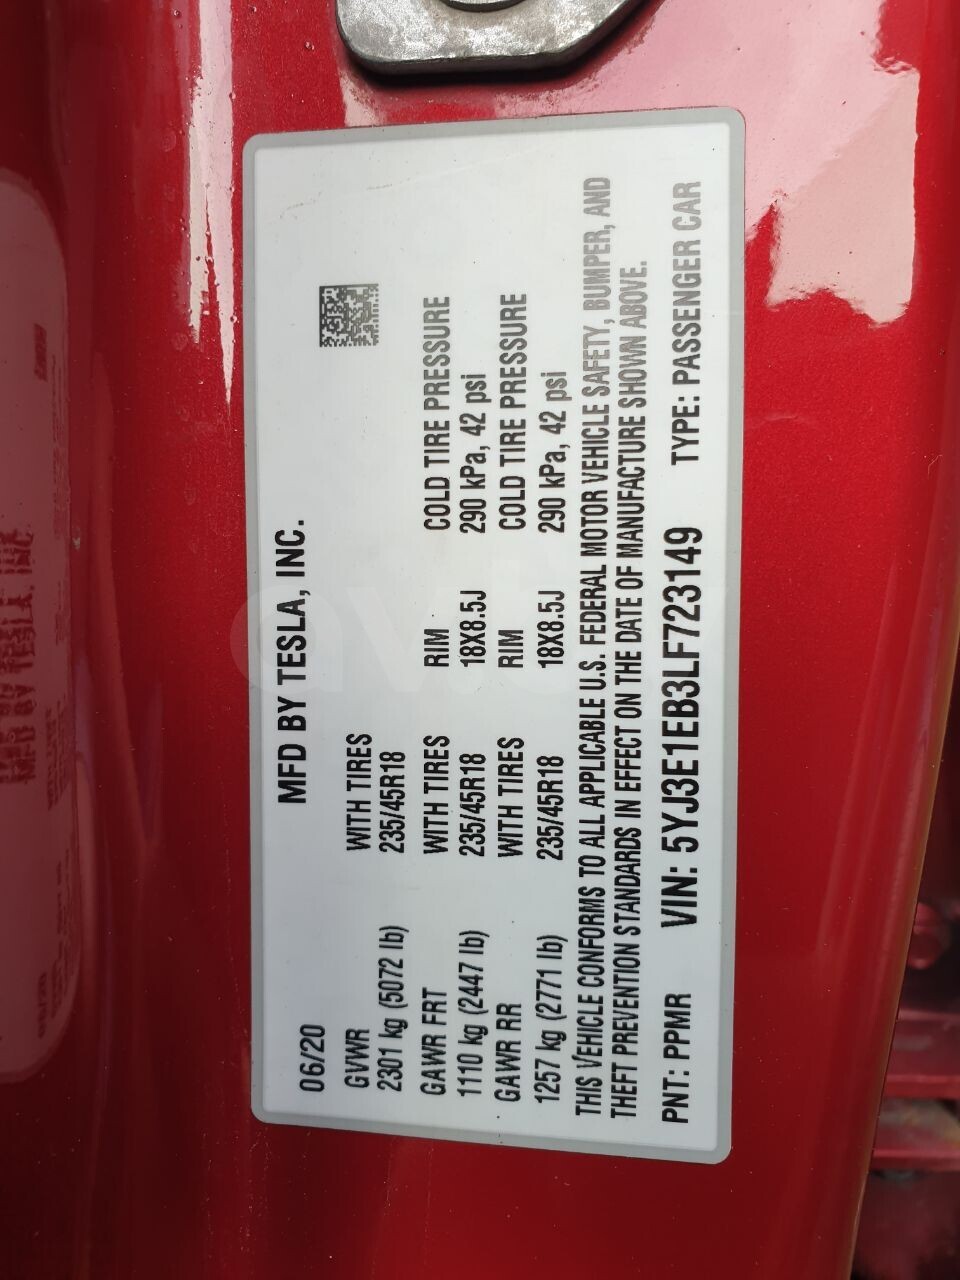 MFD BY TESLA, INC.
06/20
GVWR WITH TIRES
2301 kg (5072 lb) 235/45R18
GAWR FRT WITH TIRES RIM COLD TIRE PRESSURE
1110 kg (2447 lb) 235/45R18 18X8.5J 290 kPa, 42 psi
GAWR RR WITH TIRES RIM COLD TIRE PRESSURE
1257 kg (2771 lb) 235/45R18 18X8.5J 290 kPa, 42 psi
THIS VEHICLE CONFORMS TO ALL APPLICABLE U.S. FEDERAL MOTOR VEHICLE SAFETY, BUMPER, AND
THEFT PREVENTION STANDARDS IN EFFECT ON THE DATE OF MANUFACTURE SHOWN ABOVE.
PNT: PPMR VIN: 5YJ3E1EB3LF723149 TYPE: PASSENGER CAR